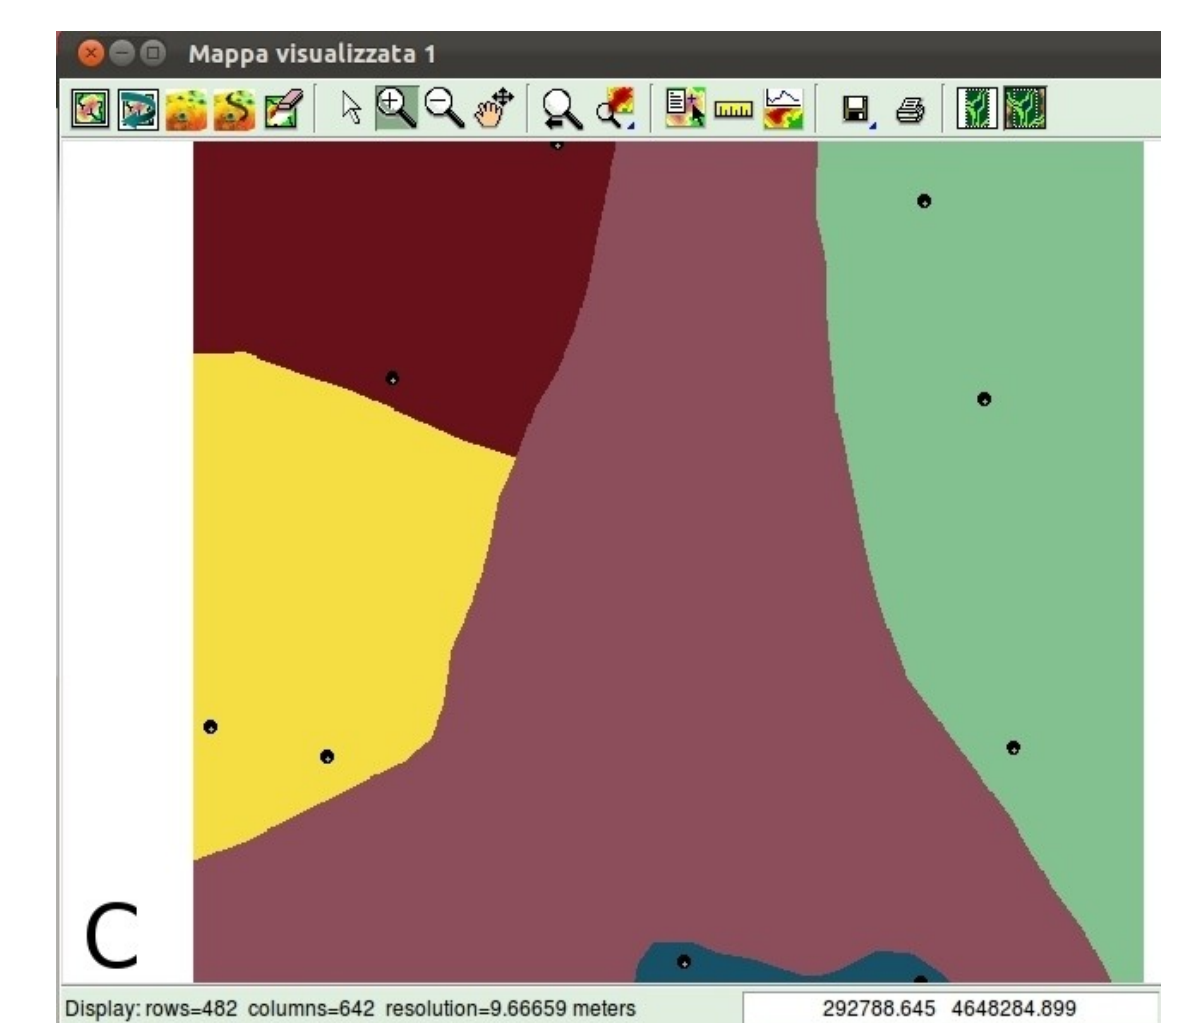 Mappa visualizzata 1
C
Display: rows=482 columns=642 resolution=9.66659 meters
292788.645 4648284.899